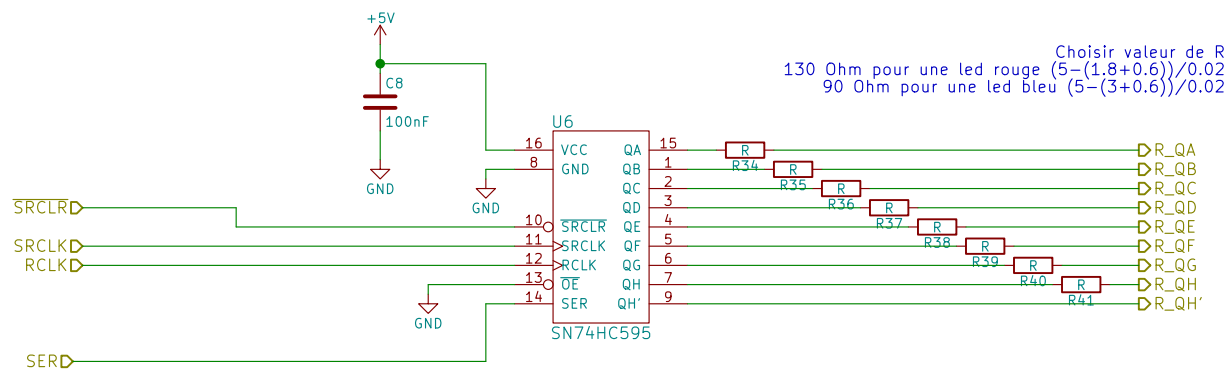 +5V
Choisir valeur de R
130 Ohm pour une led rouge (5-(1.8+0.6))/0.02
90 Ohm pour une led bleu (5-(3+0.6))/0.02
C8
100nF
GND
U6
16 VCC QA 15 R R34 R_QA
8 GND QB 1 R R35 R_QB
GND
QC 2 R R36 R_QC
SRCLR
QD 3 R R37 R_QD
10 SRCLR QE 4 R R38 R_QE
SRCLK 11 SRCLK QF 5 R R39 R_QF
RCLK 12 RCLK QG 6 R R40 R_QG
13 OE QH 7 R R41 R_QH
GND
14 SER QH' 9 R_QH'
SN74HC595
SER